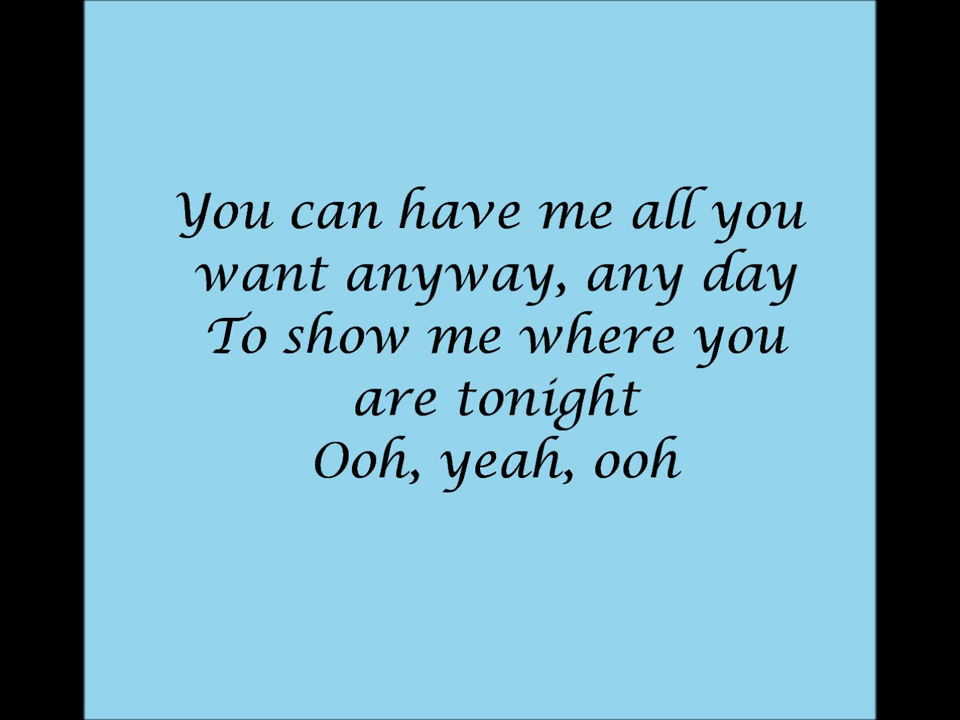 You can have me all you
want anyway, any day
To show me where you
are tonight
Ooh, yeah, ooh